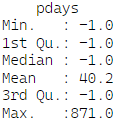 pdays
Min.   : -1.0
1st Qu.: -1.0
Median : -1.0
Mean   : 40.2
3rd Qu.: -1.0
Max.   :871.0